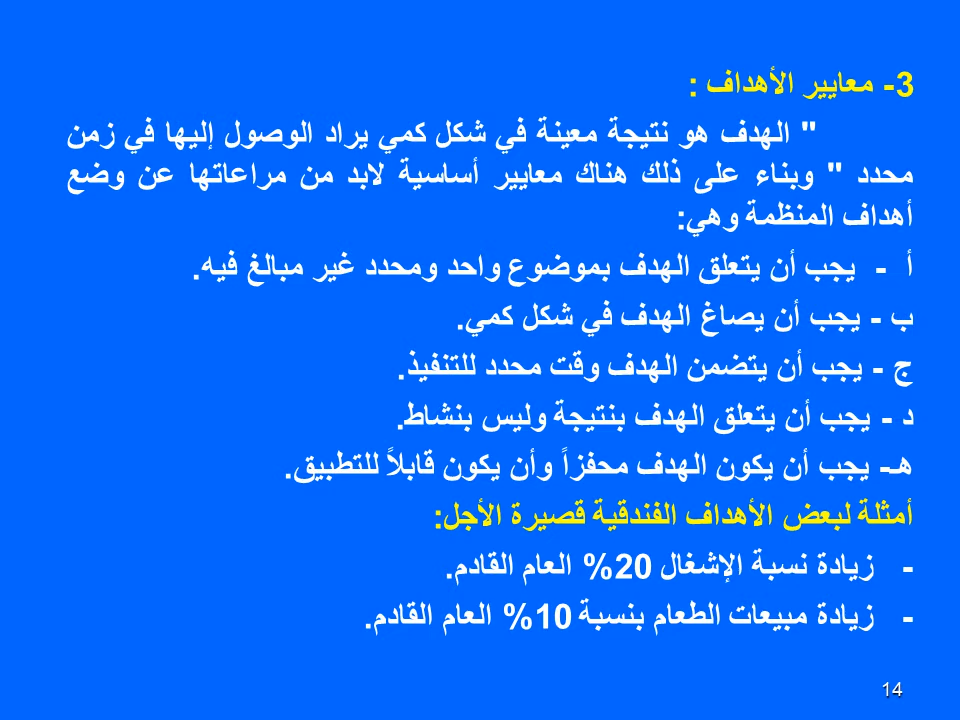 3- معايير الأهداف :
" الهدف هو نتيجة معينة في شكل كمي يراد الوصول إليها في زمن
محدد " وبناء على ذلك هناك معايير أساسية لابد من مراعاتها عن وضع
أهداف المنظمة وهي:
أ - يجب أن يتعلق الهدف بموضوع واحد ومحدد غير مبالغ فيه.
ب - يجب أن يصاغ الهدف في شكل كمي.
ج - يجب أن يتضمن الهدف وقت محدد للتنفيذ.
د - يجب أن يتعلق الهدف بنتيجة وليس بنشاط.
هـ- يجب أن يكون الهدف محفزاً وأن يكون قابلاً للتطبيق.
أمثلة لبعض الأهداف الفندقية قصيرة الأجل:
- زيادة نسبة الإشغال 20% العام القادم.
- زيادة مبيعات الطعام بنسبة 10% العام القادم.
14